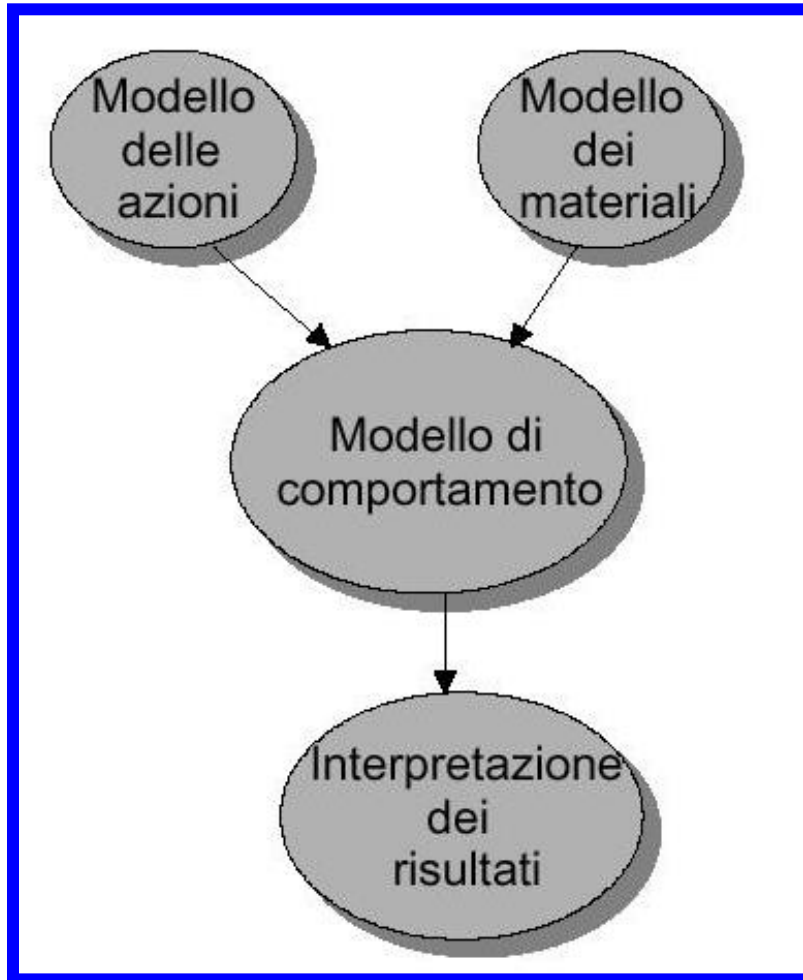 Modello
delle
azioni
Modello
dei
materiali
Modello di
comportamento
Interpretazione
dei
risultati